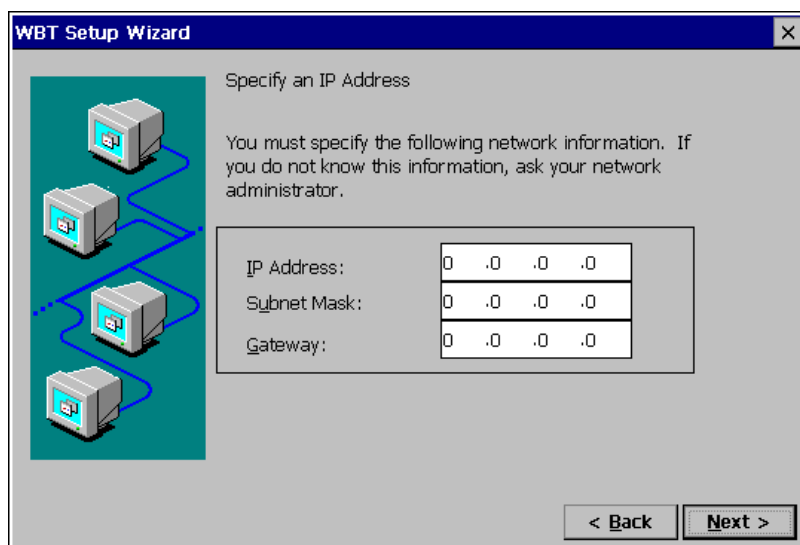 WBT Setup Wizard
Specify an IP Address
You must specify the following network information. If
you do not know this information, ask your network
administrator.
IP Address: 0 .0 .0 .0
Subnet Mask: 0 .0 .0 .0
Gateway: 0 .0 .0 .0
< Back Next >